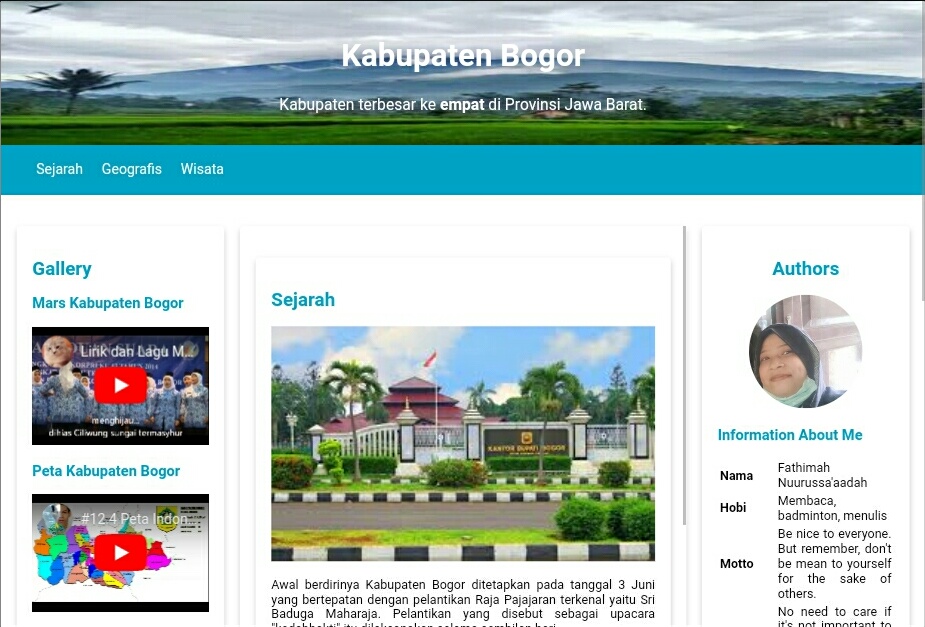 Kabupaten Bogor
Kabupaten terbesar ke empat di Provinsi Jawa Barat.
Sejarah Geografis Wisata
Gallery
Mars Kabupaten Bogor
Lirik dan Lagu M...
menghijau...
dihias Ciliwung sungai termasyhur
Peta Kabupaten Bogor
#12.4 Peta Indon...
Sejarah
KANTOR BUPATI BOGOR
Awal berdirinya Kabupaten Bogor ditetapkan pada tanggal 3 Juni
yang bertepatan dengan pelantikan Raja Pajajaran terkenal yaitu Sri
Baduga Maharaja. Pelantikan yang disebut sebagai upacara
Authors
Information About Me
Nama Fathimah
Nuurussa'aadah
Hobi Membaca,
badminton, menulis
Motto Be nice to everyone.
But remember, don't
be mean to yourself
for the sake of
others.
No need to care if
it's not important to